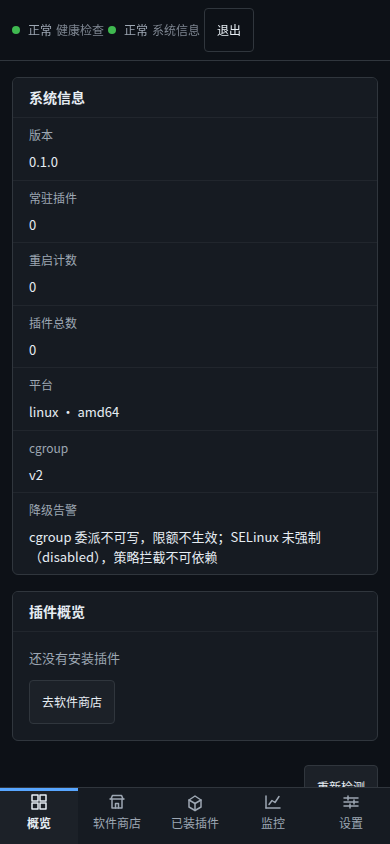 正常 健康检查 正常 系统信息 退出
系统信息
版本
0.1.0
常驻插件
0
重启计数
0
插件总数
0
平台
linux · amd64
cgroup
v2
降级告警
cgroup 委派不可写，限额不生效；SELinux 未强制
（disabled），策略拦截不可依赖
插件概览
还没有安装插件
去软件商店
重新检测
概览 软件商店 已装插件 监控 设置